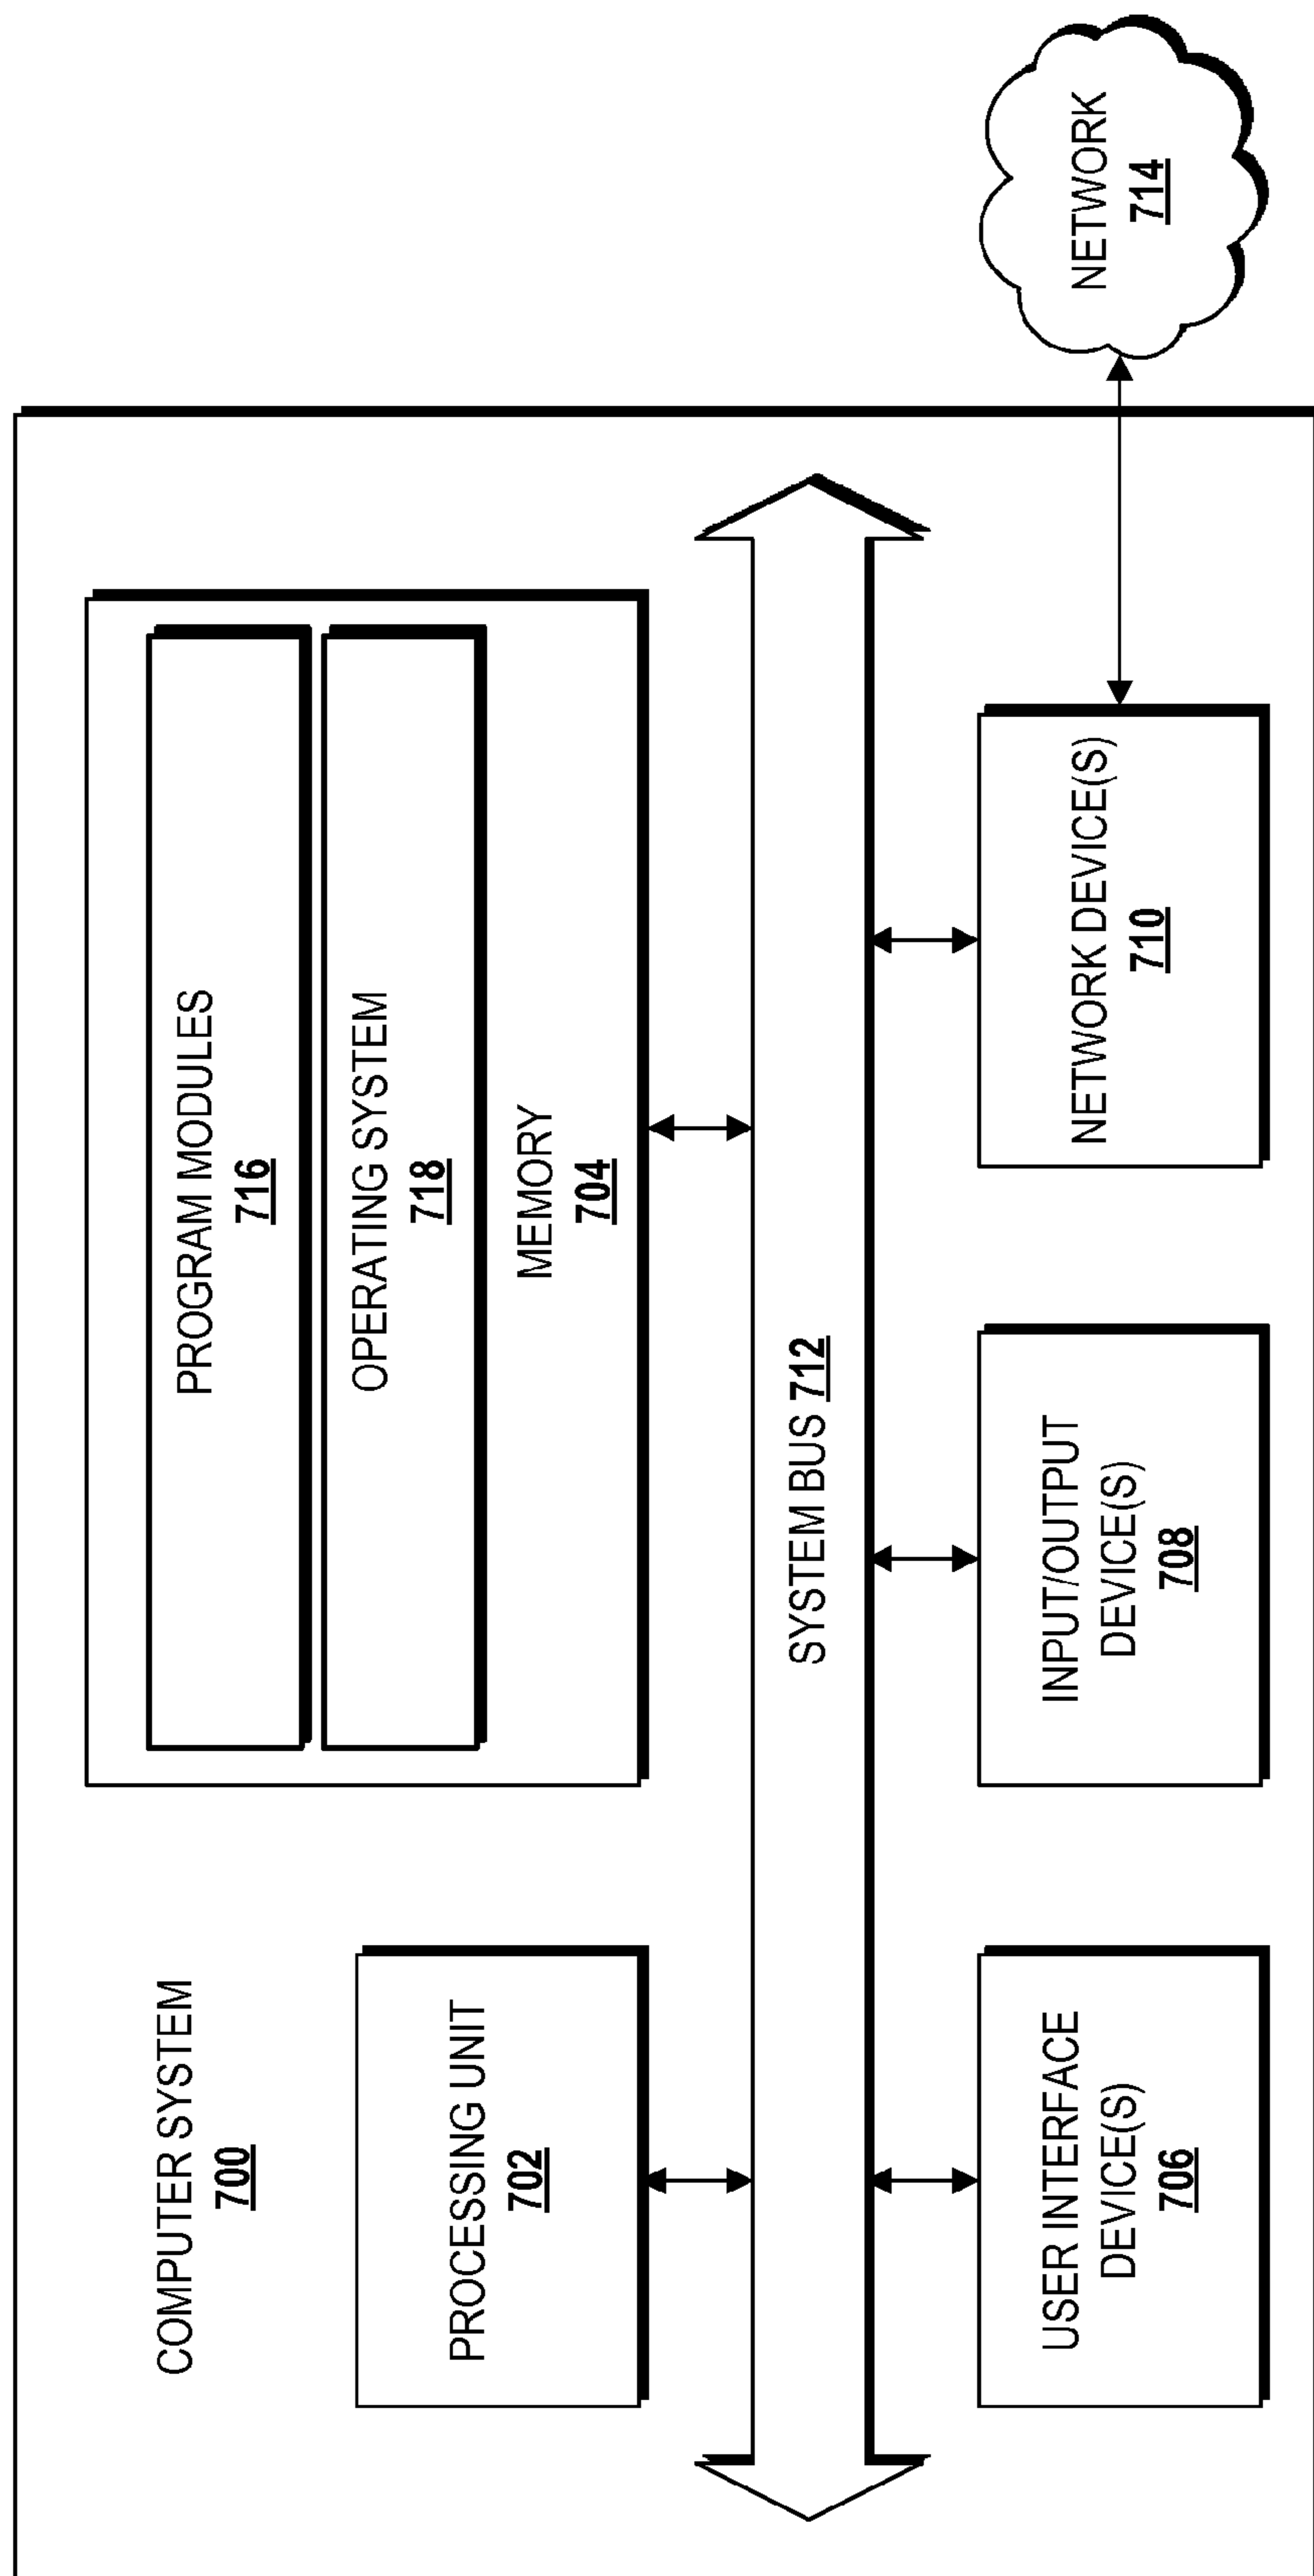 COMPUTER SYSTEM
700
PROCESSING UNIT
702
PROGRAM MODULES
716
OPERATING SYSTEM
718
MEMORY
704
SYSTEM BUS 712
USER INTERFACE
DEVICE(S)
706
INPUT/OUTPUT
DEVICE(S)
708
NETWORK DEVICE(S)
710
NETWORK
714